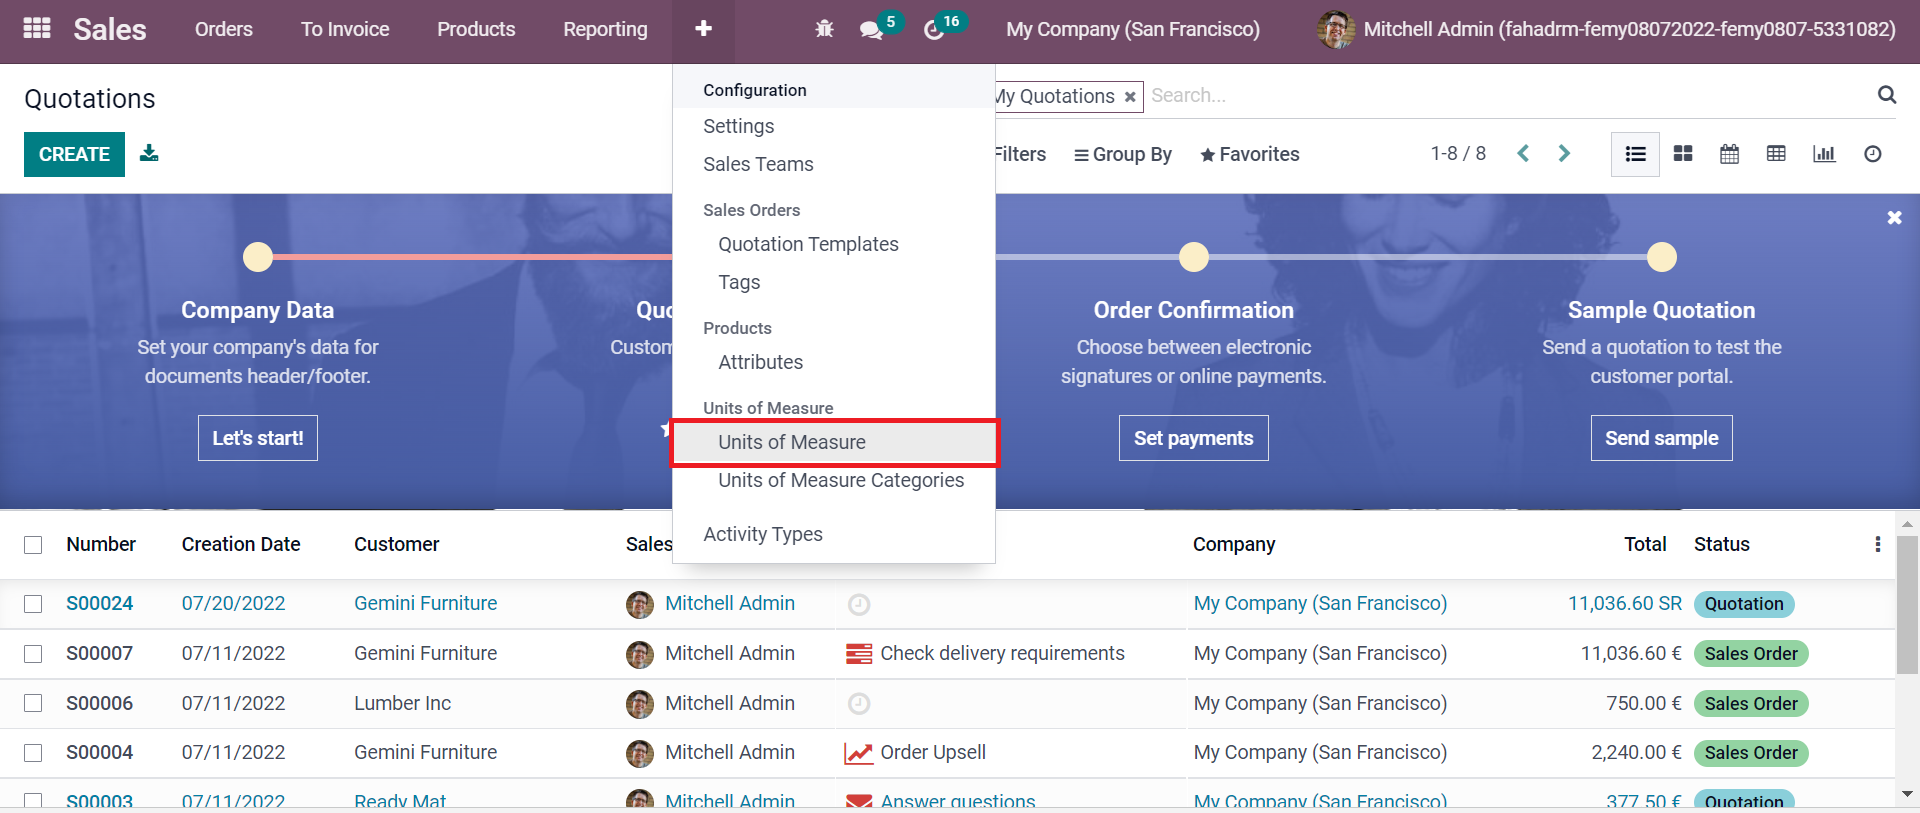 Sales Orders To Invoice Products Reporting + 5 16 My Company (San Francisco) Mitchell Admin (fahadrm-femy08072022-femy0807-5331082)
Quotations
My Quotations × Search...
CREATE
Filters Group By Favorites 1-8 / 8
Configuration
Settings
Sales Teams
Sales Orders
Quotation Templates
Tags
Products
Attributes
Units of Measure
Units of Measure
Units of Measure Categories
Activity Types
Company Data
Set your company's data for
documents header/footer.
Let's start!
Quo
Custom
Order Confirmation
Choose between electronic
signatures or online payments.
Set payments
Sample Quotation
Send a quotation to test the
customer portal.
Send sample
Number Creation Date Customer Sales Company Total Status
S00024 07/20/2022 Gemini Furniture Mitchell Admin My Company (San Francisco) 11,036.60 SR Quotation
S00007 07/11/2022 Gemini Furniture Mitchell Admin Check delivery requirements My Company (San Francisco) 11,036.60 € Sales Order
S00006 07/11/2022 Lumber Inc Mitchell Admin My Company (San Francisco) 750.00 € Sales Order
S00004 07/11/2022 Gemini Furniture Mitchell Admin Order Upsell My Company (San Francisco) 2,240.00 € Sales Order
S00003 07/11/2022 Ready Mat Mitchell Admin Answer questions My Company (San Francisco) 377.50 € Quotation